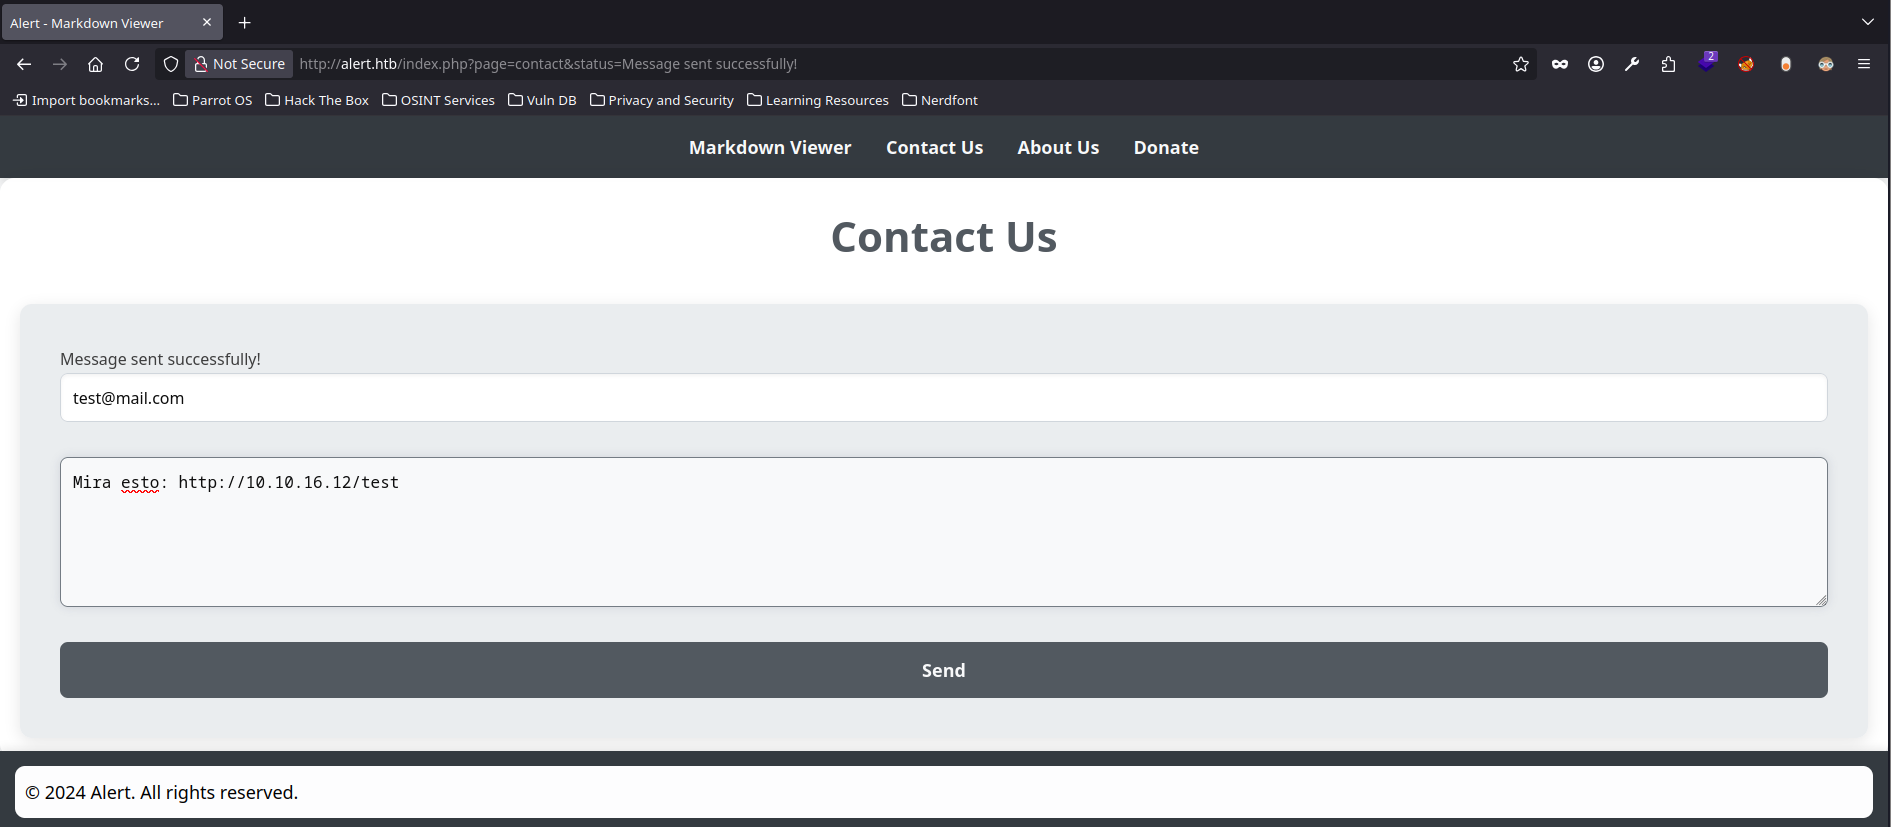 Alert - Markdown Viewer
Not Secure http://alert.htb/index.php?page=contact&status=Message sent successfully! 2
Import bookmarks... Parrot OS Hack The Box OSINT Services Vuln DB Privacy and Security Learning Resources Nerdfont
Markdown Viewer Contact Us About Us Donate
Contact Us
Message sent successfully!
test@mail.com
Mira esto: http://10.10.16.12/test
Send
© 2024 Alert. All rights reserved.